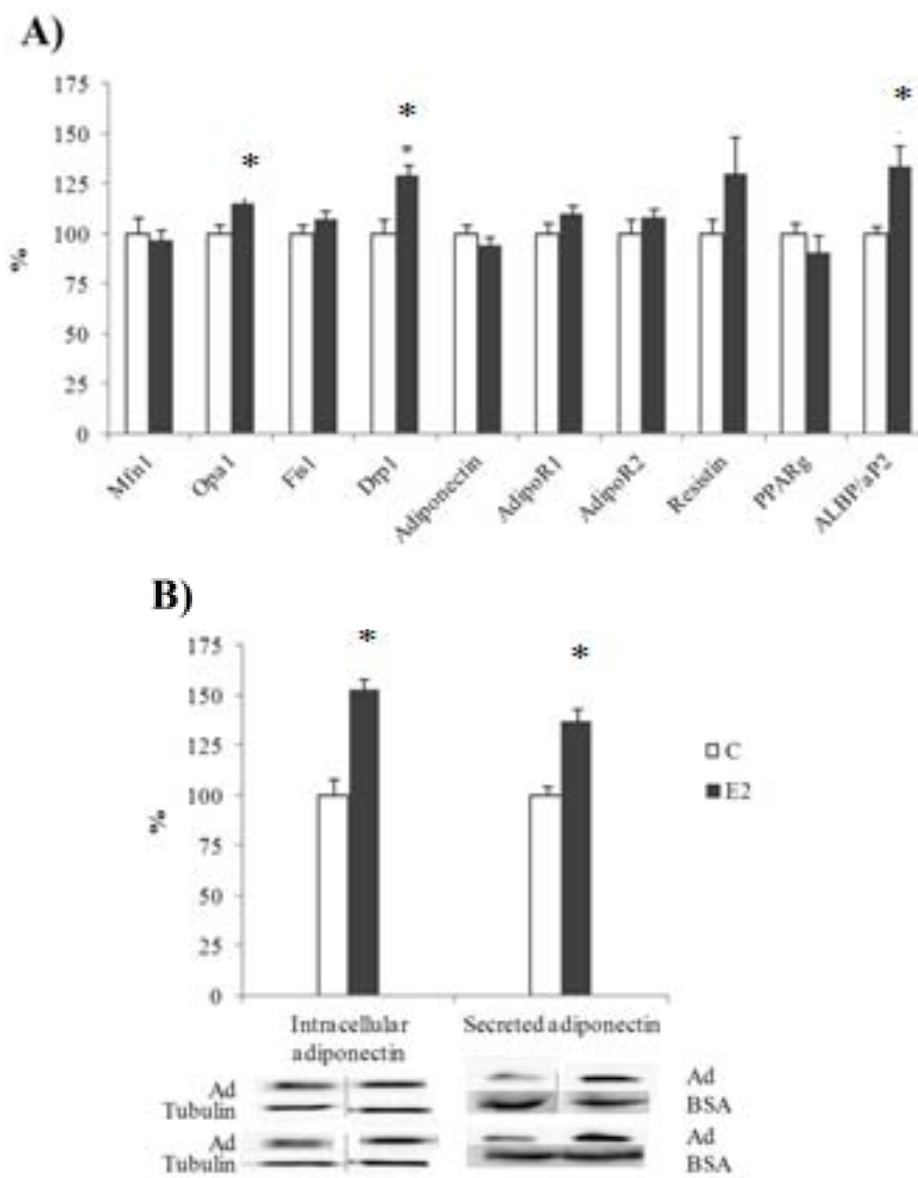 A)
175
150
125
100
75
50
25
0
%
*
*
*
*
Mfn1
Opa1
Fis1
Drp1
Adiponectin
AdipoR1
AdipoR2
Resistin
PPARg
ALBP/aP2
B)
175
150
125
100
75
50
25
0
%
*
*
C
E2
Intracellular adiponectin
Secreted adiponectin
Ad
Tubulin
Ad
Tubulin
Ad
BSA
Ad
BSA